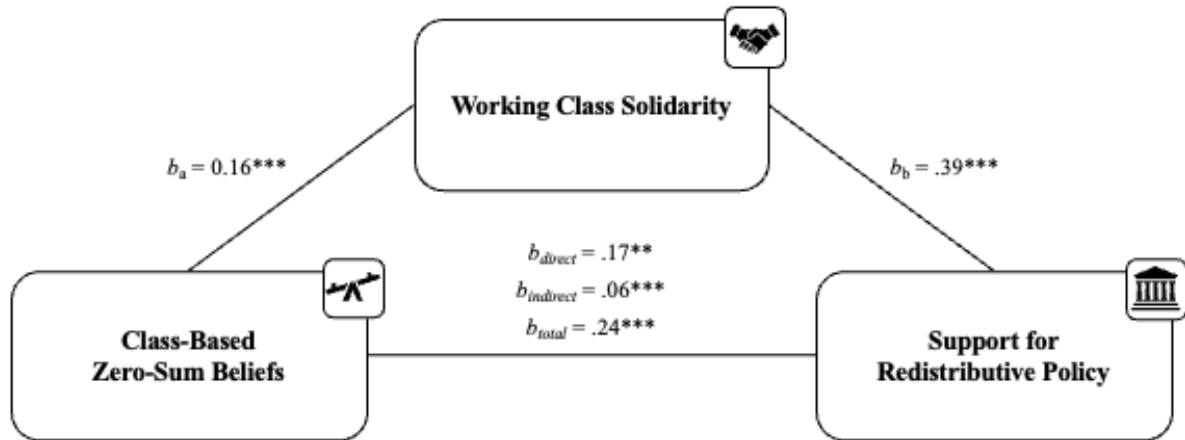 Working Class Solidarity
b_a = 0.16***
b_b = .39***
b_direct = .17**
b_indirect = .06***
b_total = .24***
Class-Based
Zero-Sum Beliefs
Support for
Redistributive Policy